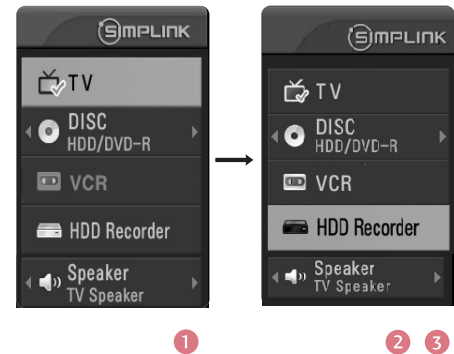 SIMPLINK
TV
DISC
HDD/DVD-R
VCR
HDD Recorder
Speaker
TV Speaker
1
SIMPLINK
TV
DISC
HDD/DVD-R
VCR
HDD Recorder
Speaker
TV Speaker
2 3